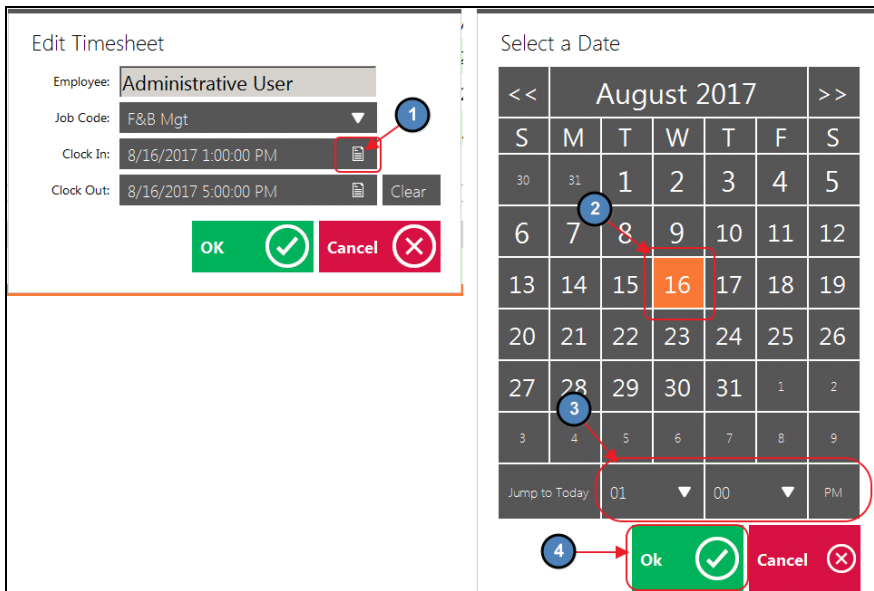 Edit Timesheet
Employee: Administrative User
Job Code: F&B Mgt
1
Clock In: 8/16/2017 1:00:00 PM
Clock Out: 8/16/2017 5:00:00 PM Clear
OK Cancel
Select a Date
<< August 2017 >>
S M T W T F S
30 31 1 2 3 4 5
2
6 7 8 9 10 11 12
13 14 15 16 17 18 19
20 21 22 23 24 25 26
27 28 29 30 31 1 2
3
3 4 5 6 7 8 9
Jump to Today 01 00 PM
4
Ok Cancel